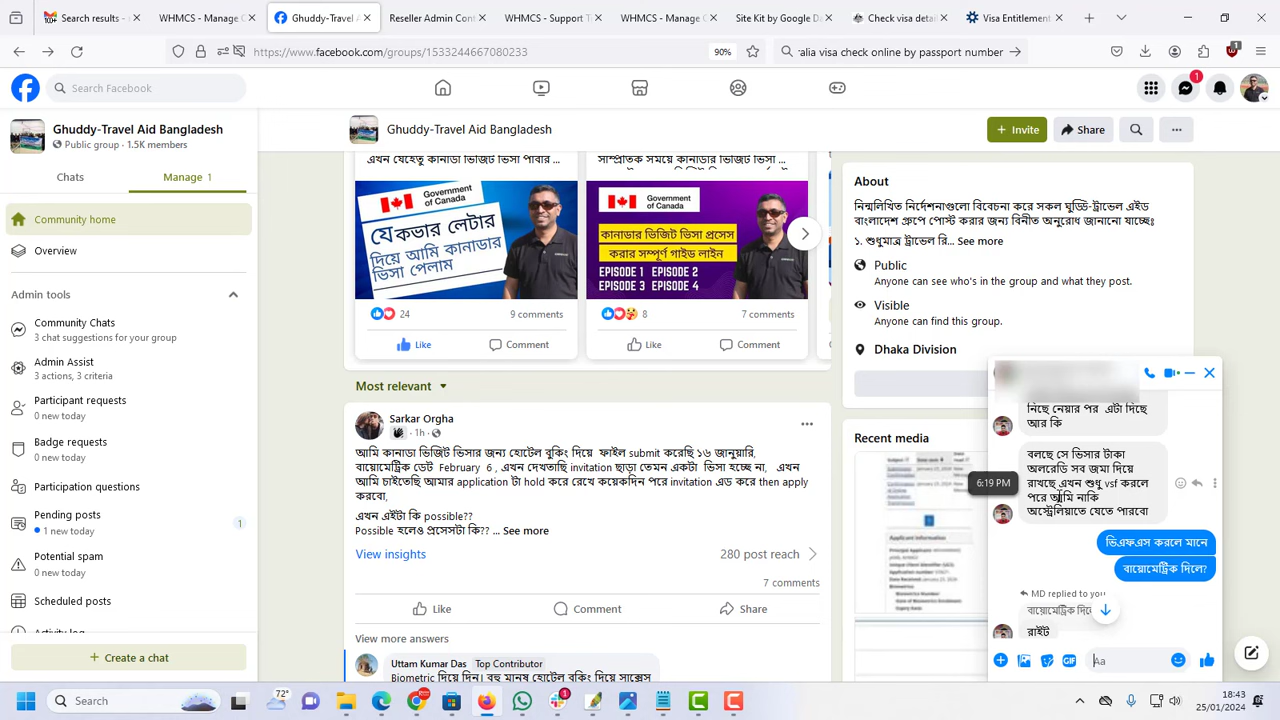 Search results - s
WHMCS - Manage C
Ghuddy-Travel A
Reseller Admin Con
WHMCS - Support T
WHMCS - Manage C
Site Kit by Google Da
Check visa detai
Visa Entitlement
https://www.facebook.com/groups/1533244667080233
90%
alia visa check online by passport number
Search Facebook
1
Ghuddy-Travel Aid Bangladesh
Public group · 1.5K members
Chats
Manage 1
Community home
Overview
Admin tools
Community Chats
3 chat suggestions for your group
Admin Assist
3 actions, 3 criteria
Participant requests
0 new today
Badge requests
0 new today
Participation questions
Pending posts
1 new today
1
Potential spam
0 new today
Scheduled posts
Activity log
+ Create a chat
Ghuddy-Travel Aid Bangladesh
+ Invite
Share
এখন যেহেতু কানাডা ভিজিট ভিসা পাবার ...
Government of Canada
যে কভার লেটার
দিয়ে আমি কানাডার
ভিসা পেলাম
24
9 comments
Like
Comment
সাম্প্রতিক সময়ে কানাডার ভিজিট ভিসা ...
Government of Canada
কানাডার ভিজিট ভিসা প্রসেস
করার সম্পূর্ণ গাইড লাইন
EPISODE 1 EPISODE 2
EPISODE 3 EPISODE 4
8
7 comments
Like
Comment
Most relevant
Sarkar Orgha
1h
আমি কানাডা ভিজিট ভিসার জন্য হোটেল বুকিং দিয়ে ফাইল submit করেছি ১৬ জানুয়ারি.
বায়োমেট্রিক ডেট February 6 , এখন দেখতাছি invitation ছাড়া তেমন একটা ভিসা হচ্ছে না, এখন
আমি চাইতেছি আমার application টা hold করে রেখে কয়েকদিন পরে invitation এড করে then apply
করবো.
এখন এইটা কি possible??
Possible হলেও প্রসেসটা কি?? ... See more
View insights
280 post reach
7 comments
Like
Comment
Share
View more answers
Uttam Kumar Das Top Contributor
Biometric দিয়ে দিন। বহু মানুষ হোটেল বুকিং দিয়ে সাক্সেস
About
নিম্নলিখিত নির্দেশনাগুলো বিবেচনা করে সকল ঘুড্ডি-ট্রাভেল এইড
বাংলাদেশ গ্রুপে পোস্ট করার জন্য বিনীত অনুরোধ জানানো যাচ্ছেঃ
১. শুধুমাত্র ট্রাভেল রি... See more
Public
Anyone can see who's in the group and what they post.
Visible
Anyone can find this group.
Dhaka Division
Recent media
Applicant Information
নিছে নেয়ার পর এটা দিছে
আর কি
বলছে সে ভিসার টাকা
অলরেডি সব জমা দিয়ে
রাখছে এখন শুধু vsf করলে
পরে আমি নাকি
অস্ট্রেলিয়াতে যেতে পারবো
6:19 PM
ভিএফএস করলে মানে
বায়োমেট্রিক দিলে?
MD replied to you
বায়োমেট্রিক দিলে
রাইট
Aa
GIF
Search
72°
1
18:43
25/01/2024